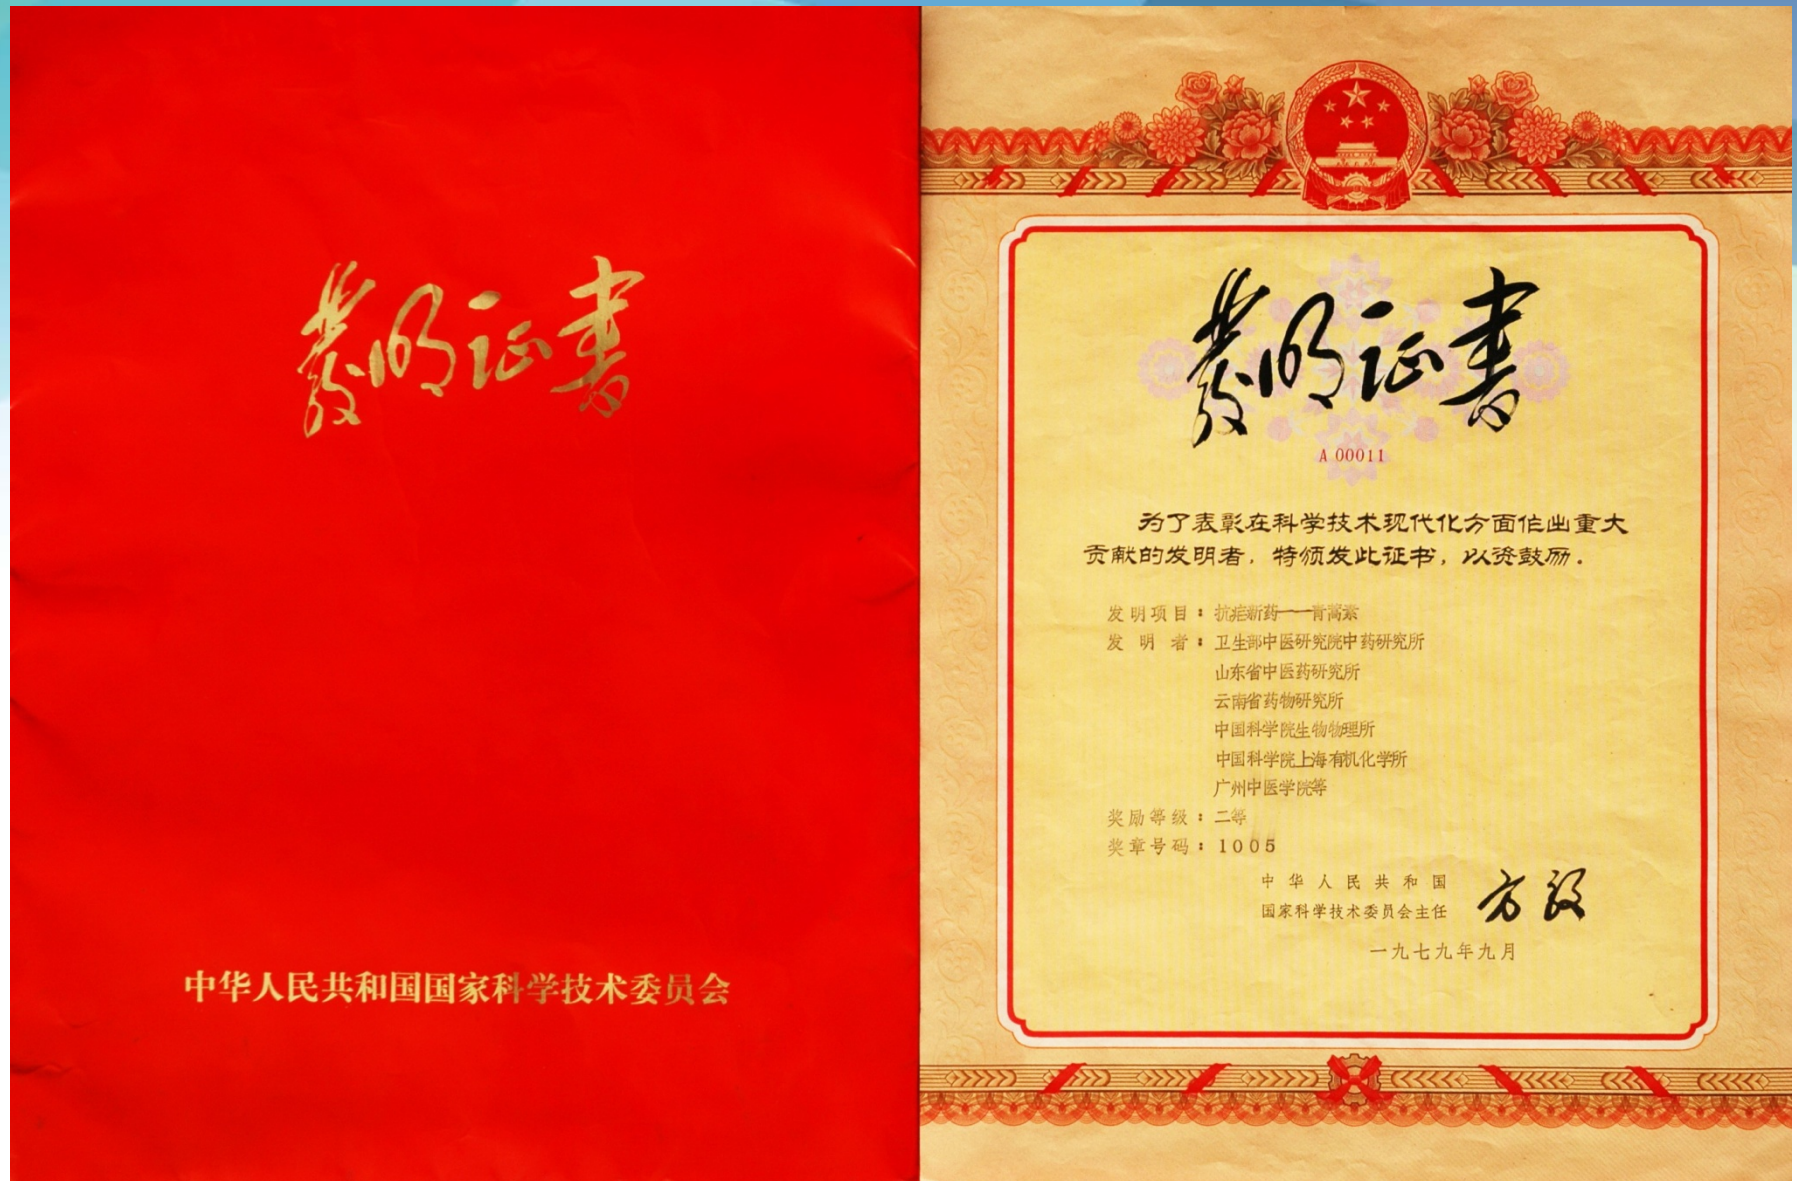 發明证书
中华人民共和国国家科学技术委员会
發明证书
A 00011
为了表彰在科学技术现代化方面作出重大
贡献的发明者，特颁发此证书，以资鼓励。
发明项目：抗疟新药——青蒿素
发明者：卫生部中医研究院中药研究所
山东省中医药研究所
云南省药物研究所
中国科学院生物物理所
中国科学院上海有机化学所
广州中医学院等
奖励等级：二等
奖章号码：1005
中华人民共和国
国家科学技术委员会主任 方毅
一九七九年九月